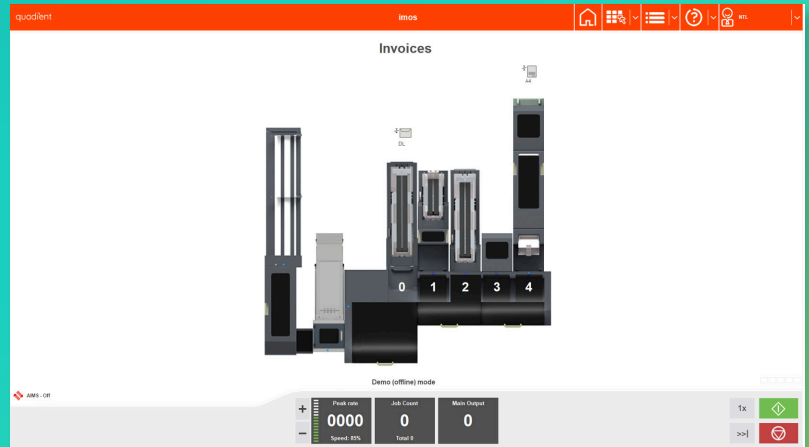 quadient
imos
NTL
Invoices
A4
DL
0 1 2 3 4
Demo (offline) mode
AIMS - Off
Peak rate
0000
Speed: 85%
Job Count
0
Total 0
Main Output
0
1x
>>|